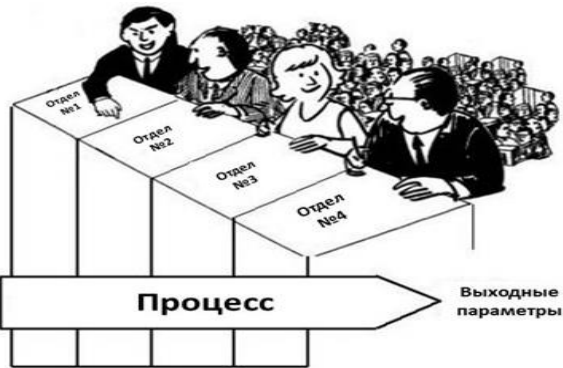 Отдел
№1
Отдел
№2
Отдел
№3
Отдел
№4
Процесс
Выходные
параметры